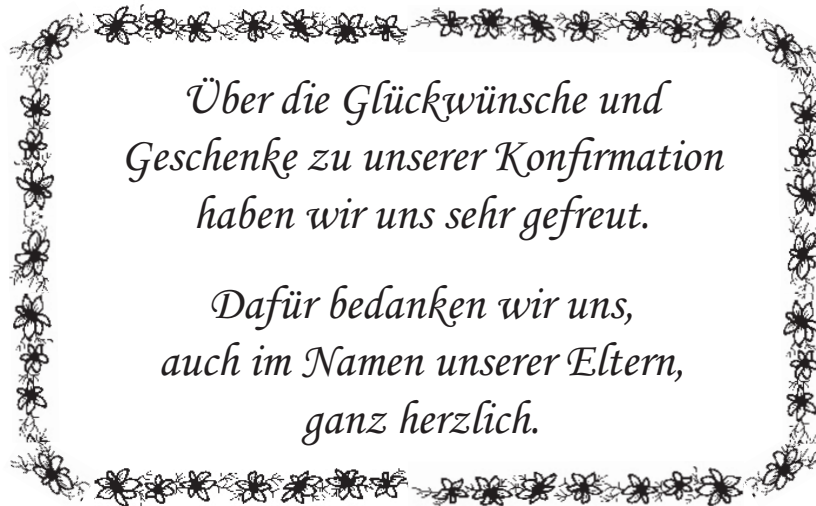 Über die Glückwünsche und
Geschenke zu unserer Konfirmation
haben wir uns sehr gefreut.
Dafür bedanken wir uns,
auch im Namen unserer Eltern,
ganz herzlich.